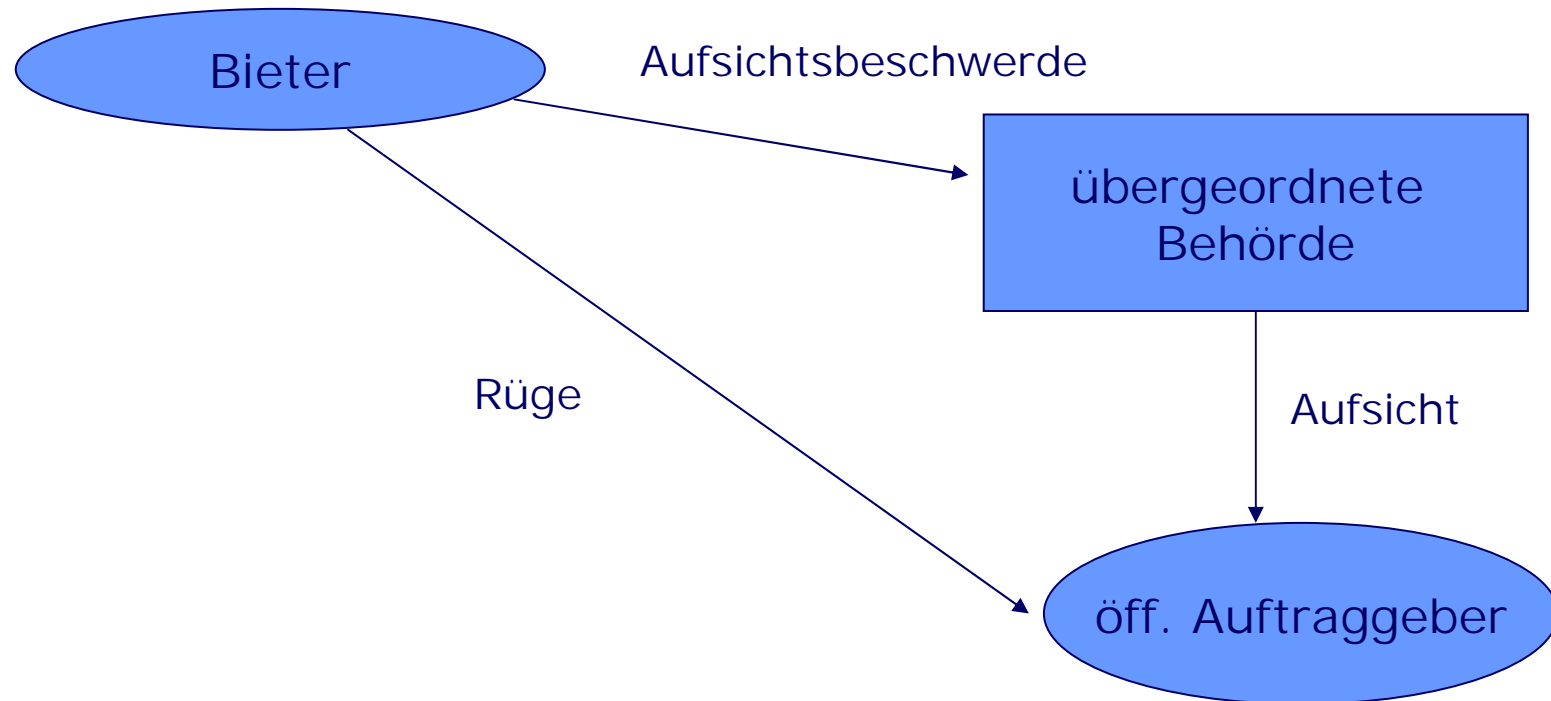 Bieter
Aufsichtsbeschwerde
übergeordnete
Behörde
Rüge
Aufsicht
öff. Auftraggeber